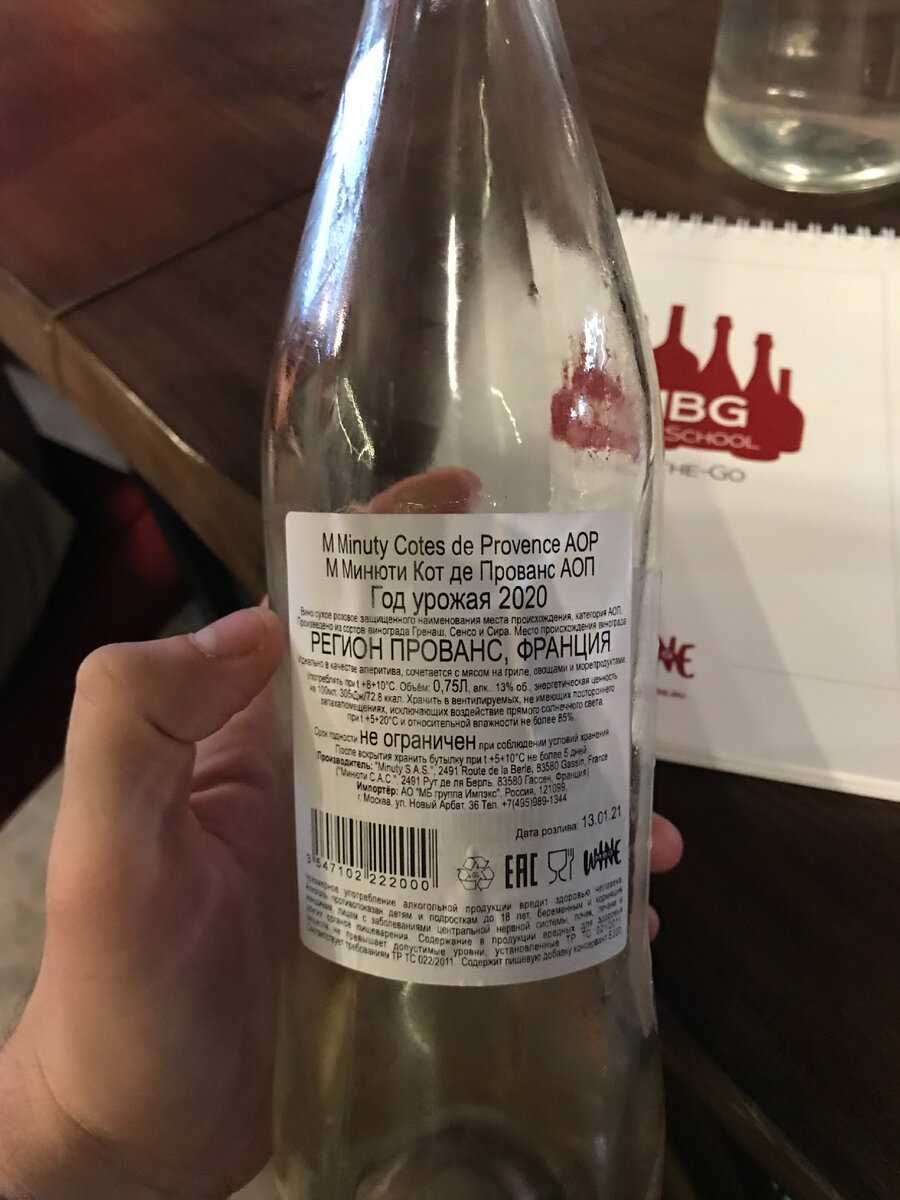 M Minuty Cotes de Provence AOP
М Минюти Кот де Прованс АОП
Год урожая 2020
Вино сухое розовое защищенного наименования места происхождения, категория АОП.
Произведено из сортов винограда Гренаш, Сенсо и Сира. Место происхождения винограда
РЕГИОН ПРОВАНС, ФРАНЦИЯ
Идеально в качестве аперитива, сочетается с мясом на гриле, овощами и морепродуктами.
Употреблять при t +8+10°C. Объём: 0,75Л, алк.. 13% об., энергетическая ценность
на 100мл: 305кДж/72.8 ккал. Хранить в вентилируемых, не имеющих постороннего
запаха помещениях, исключающих воздействие прямого солнечного света
при t +5+20°C и относительной влажности не более 85%.
Срок годности не ограничен при соблюдении условий хранения.
После вскрытия хранить бутылку при t +5+10°C не более 5 дней.
Производитель: "Minuty S.A.S.", 2491 Route de la Berle, 83580 Gassin, France
("Минюти С.А.С.", 2491 Рут де ля Берль, 83580 Гассен, Франция)
Импортёр: АО "МБ группа Импэкс". Россия, 121099,
г. Москва, ул. Новый Арбат, 36 Тел. +7(495)989-1344
Дата розлива: 13.01.21
3 547102 222000
EAC
WINE
Чрезмерное употребление алкогольной продукции вредит здоровью человека.
Алкоголь противопоказан детям и подросткам до 18 лет, беременным и кормящим
женщинам, лицам с заболеваниями центральной нервной системы, почек, печени и
других органов пищеварения. Содержание в продукции вредных для здоровья
веществ не превышает допустимые уровни, установленные ТР ТС 021/2011.
Соответствует требованиям ТР ТС 022/2011. Содержит пищевую добавку консервант E220.
MBG
SCHOOL
THE-GO